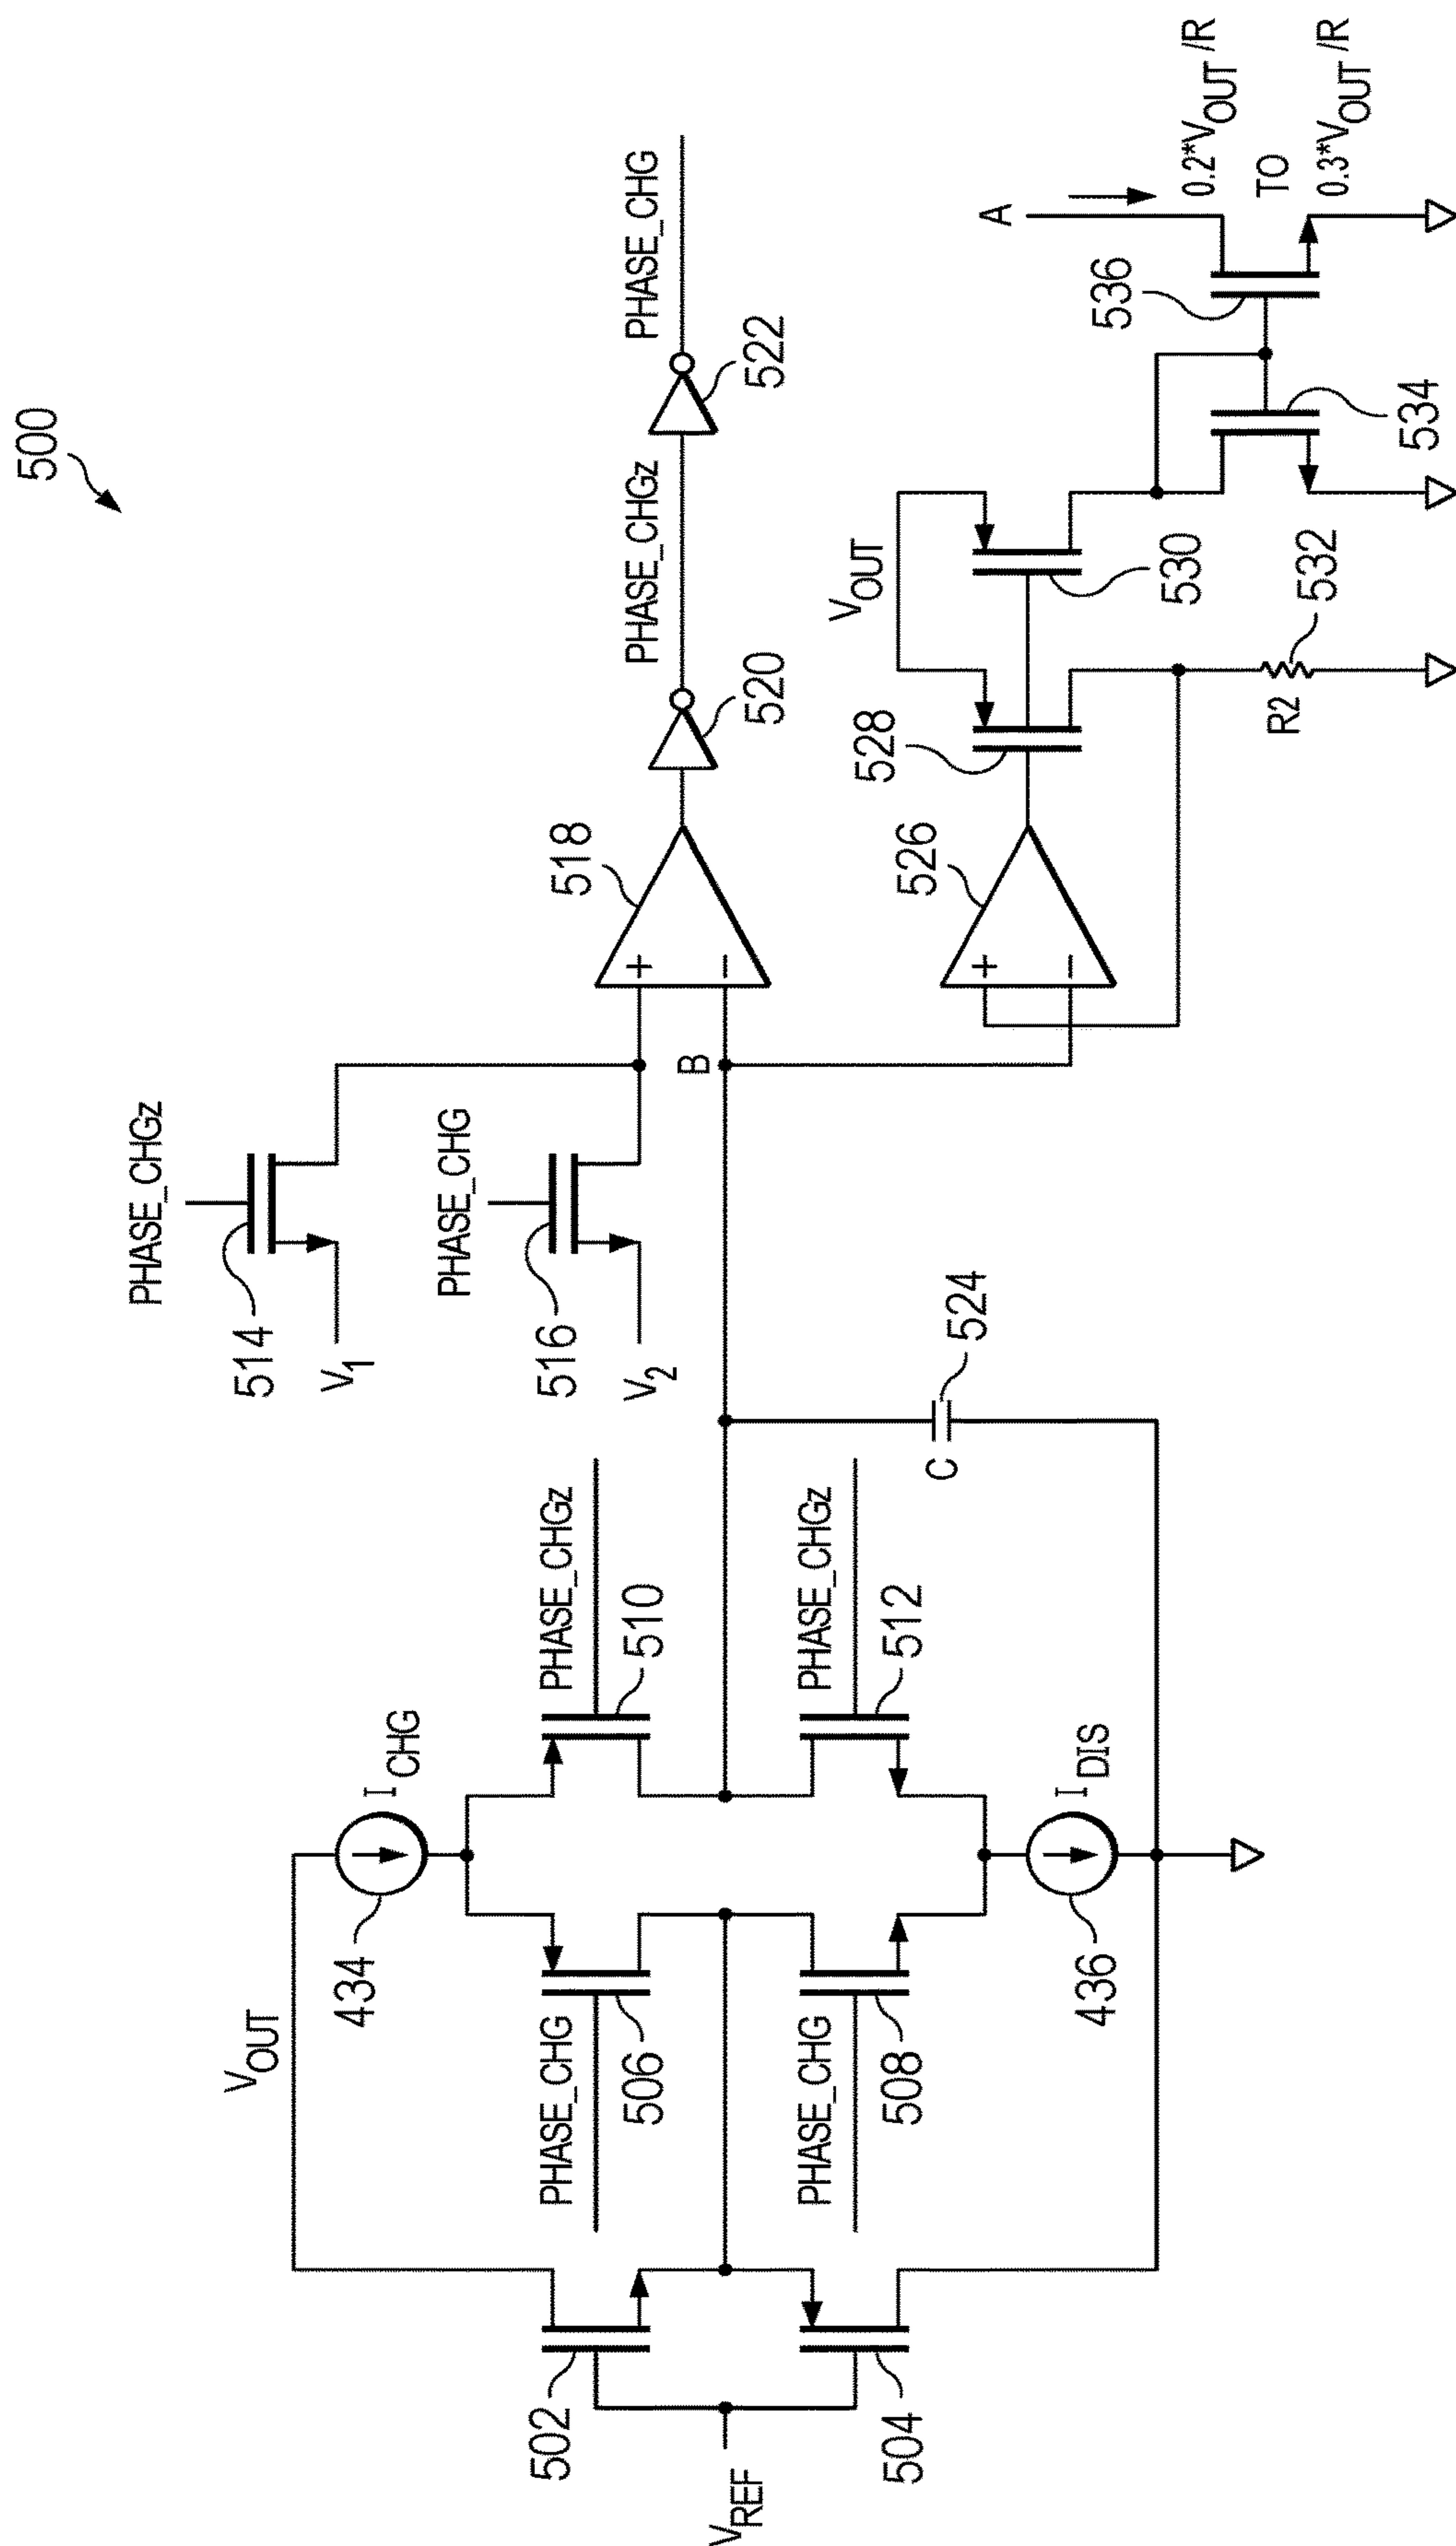 500
PHASE_CHGz
514
V1
PHASE_CHG
516
V2
518
+
−
B
520
PHASE_CHGz
522
PHASE_CHG
VOUT
434
ICHG
502
504
VREF
PHASE_CHG
506
PHASE_CHG
508
PHASE_CHGz
510
PHASE_CHGz
512
436
IDIS
C
524
526
+
−
528
VOUT
530
R2
532
534
536
A
0.2*VOUT/R
TO
0.3*VOUT/R